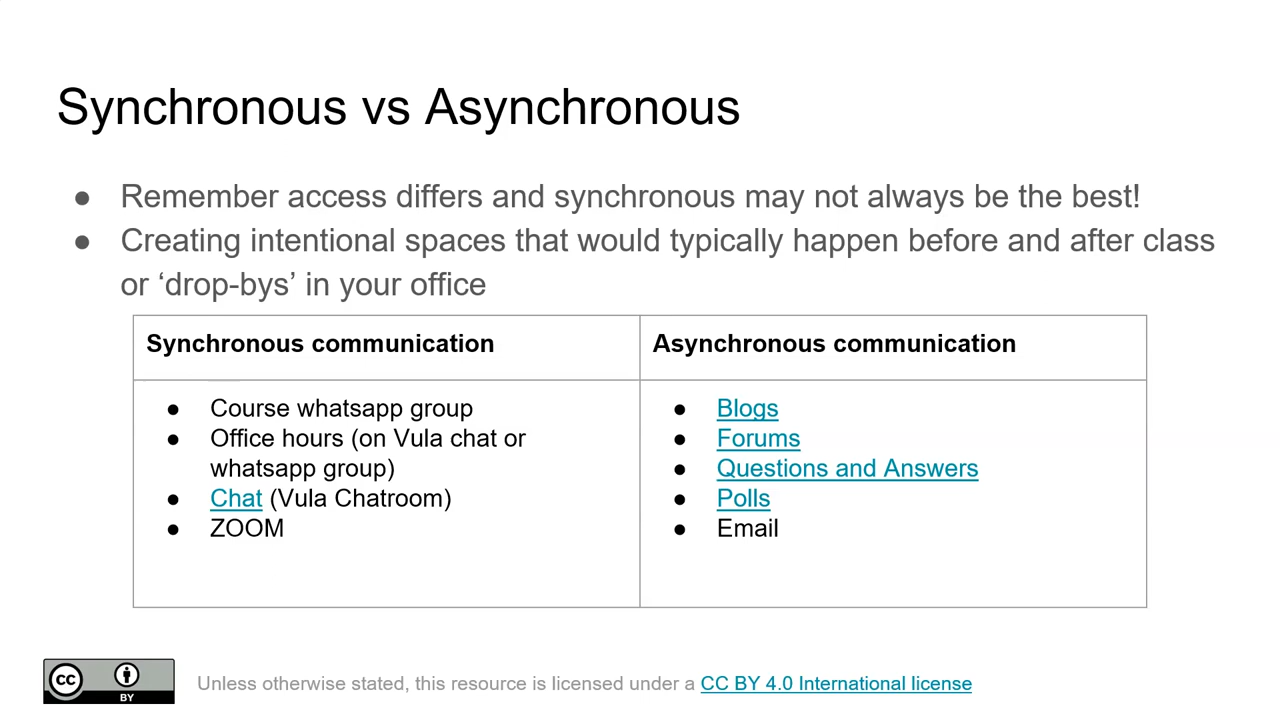 Synchronous vs Asynchronous
● Remember access differs and synchronous may not always be the best!
● Creating intentional spaces that would typically happen before and after class
or ‘drop-bys’ in your office
Synchronous communication
● Course whatsapp group
● Office hours (on Vula chat or
whatsapp group)
● Chat (Vula Chatroom)
● ZOOM
Asynchronous communication
● Blogs
● Forums
● Questions and Answers
● Polls
● Email
cc
BY
Unless otherwise stated, this resource is licensed under a CC BY 4.0 International license